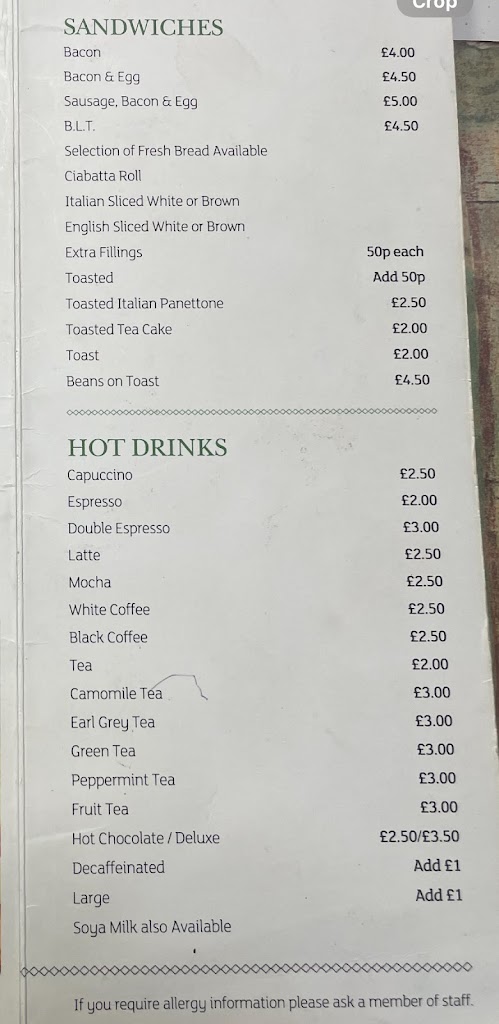 Crop
SANDWICHES
Bacon £4.00
Bacon & Egg £4.50
Sausage, Bacon & Egg £5.00
B.L.T. £4.50
Selection of Fresh Bread Available
Ciabatta Roll
Italian Sliced White or Brown
English Sliced White or Brown
Extra Fillings 50p each
Toasted Add 50p
Toasted Italian Panettone £2.50
Toasted Tea Cake £2.00
Toast £2.00
Beans on Toast £4.50
HOT DRINKS
Capuccino £2.50
Espresso £2.00
Double Espresso £3.00
Latte £2.50
Mocha £2.50
White Coffee £2.50
Black Coffee £2.50
Tea £2.00
Camomile Tea £3.00
Earl Grey Tea £3.00
Green Tea £3.00
Peppermint Tea £3.00
Fruit Tea £3.00
Hot Chocolate / Deluxe £2.50/£3.50
Decaffeinated Add £1
Large Add £1
Soya Milk also Available
If you require allergy information please ask a member of staff.